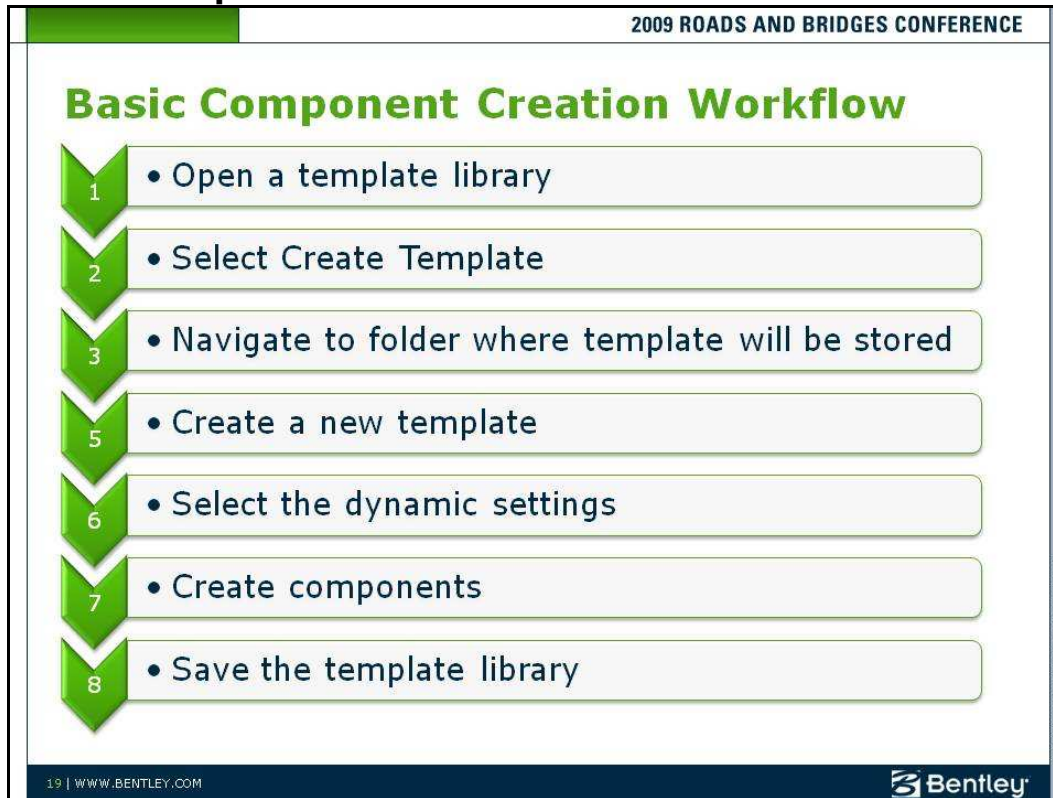 2009 ROADS AND BRIDGES CONFERENCE
Basic Component Creation Workflow
1
• Open a template library
2
• Select Create Template
3
• Navigate to folder where template will be stored
5
• Create a new template
6
• Select the dynamic settings
7
• Create components
8
• Save the template library
19 | WWW.BENTLEY.COM
Bentley